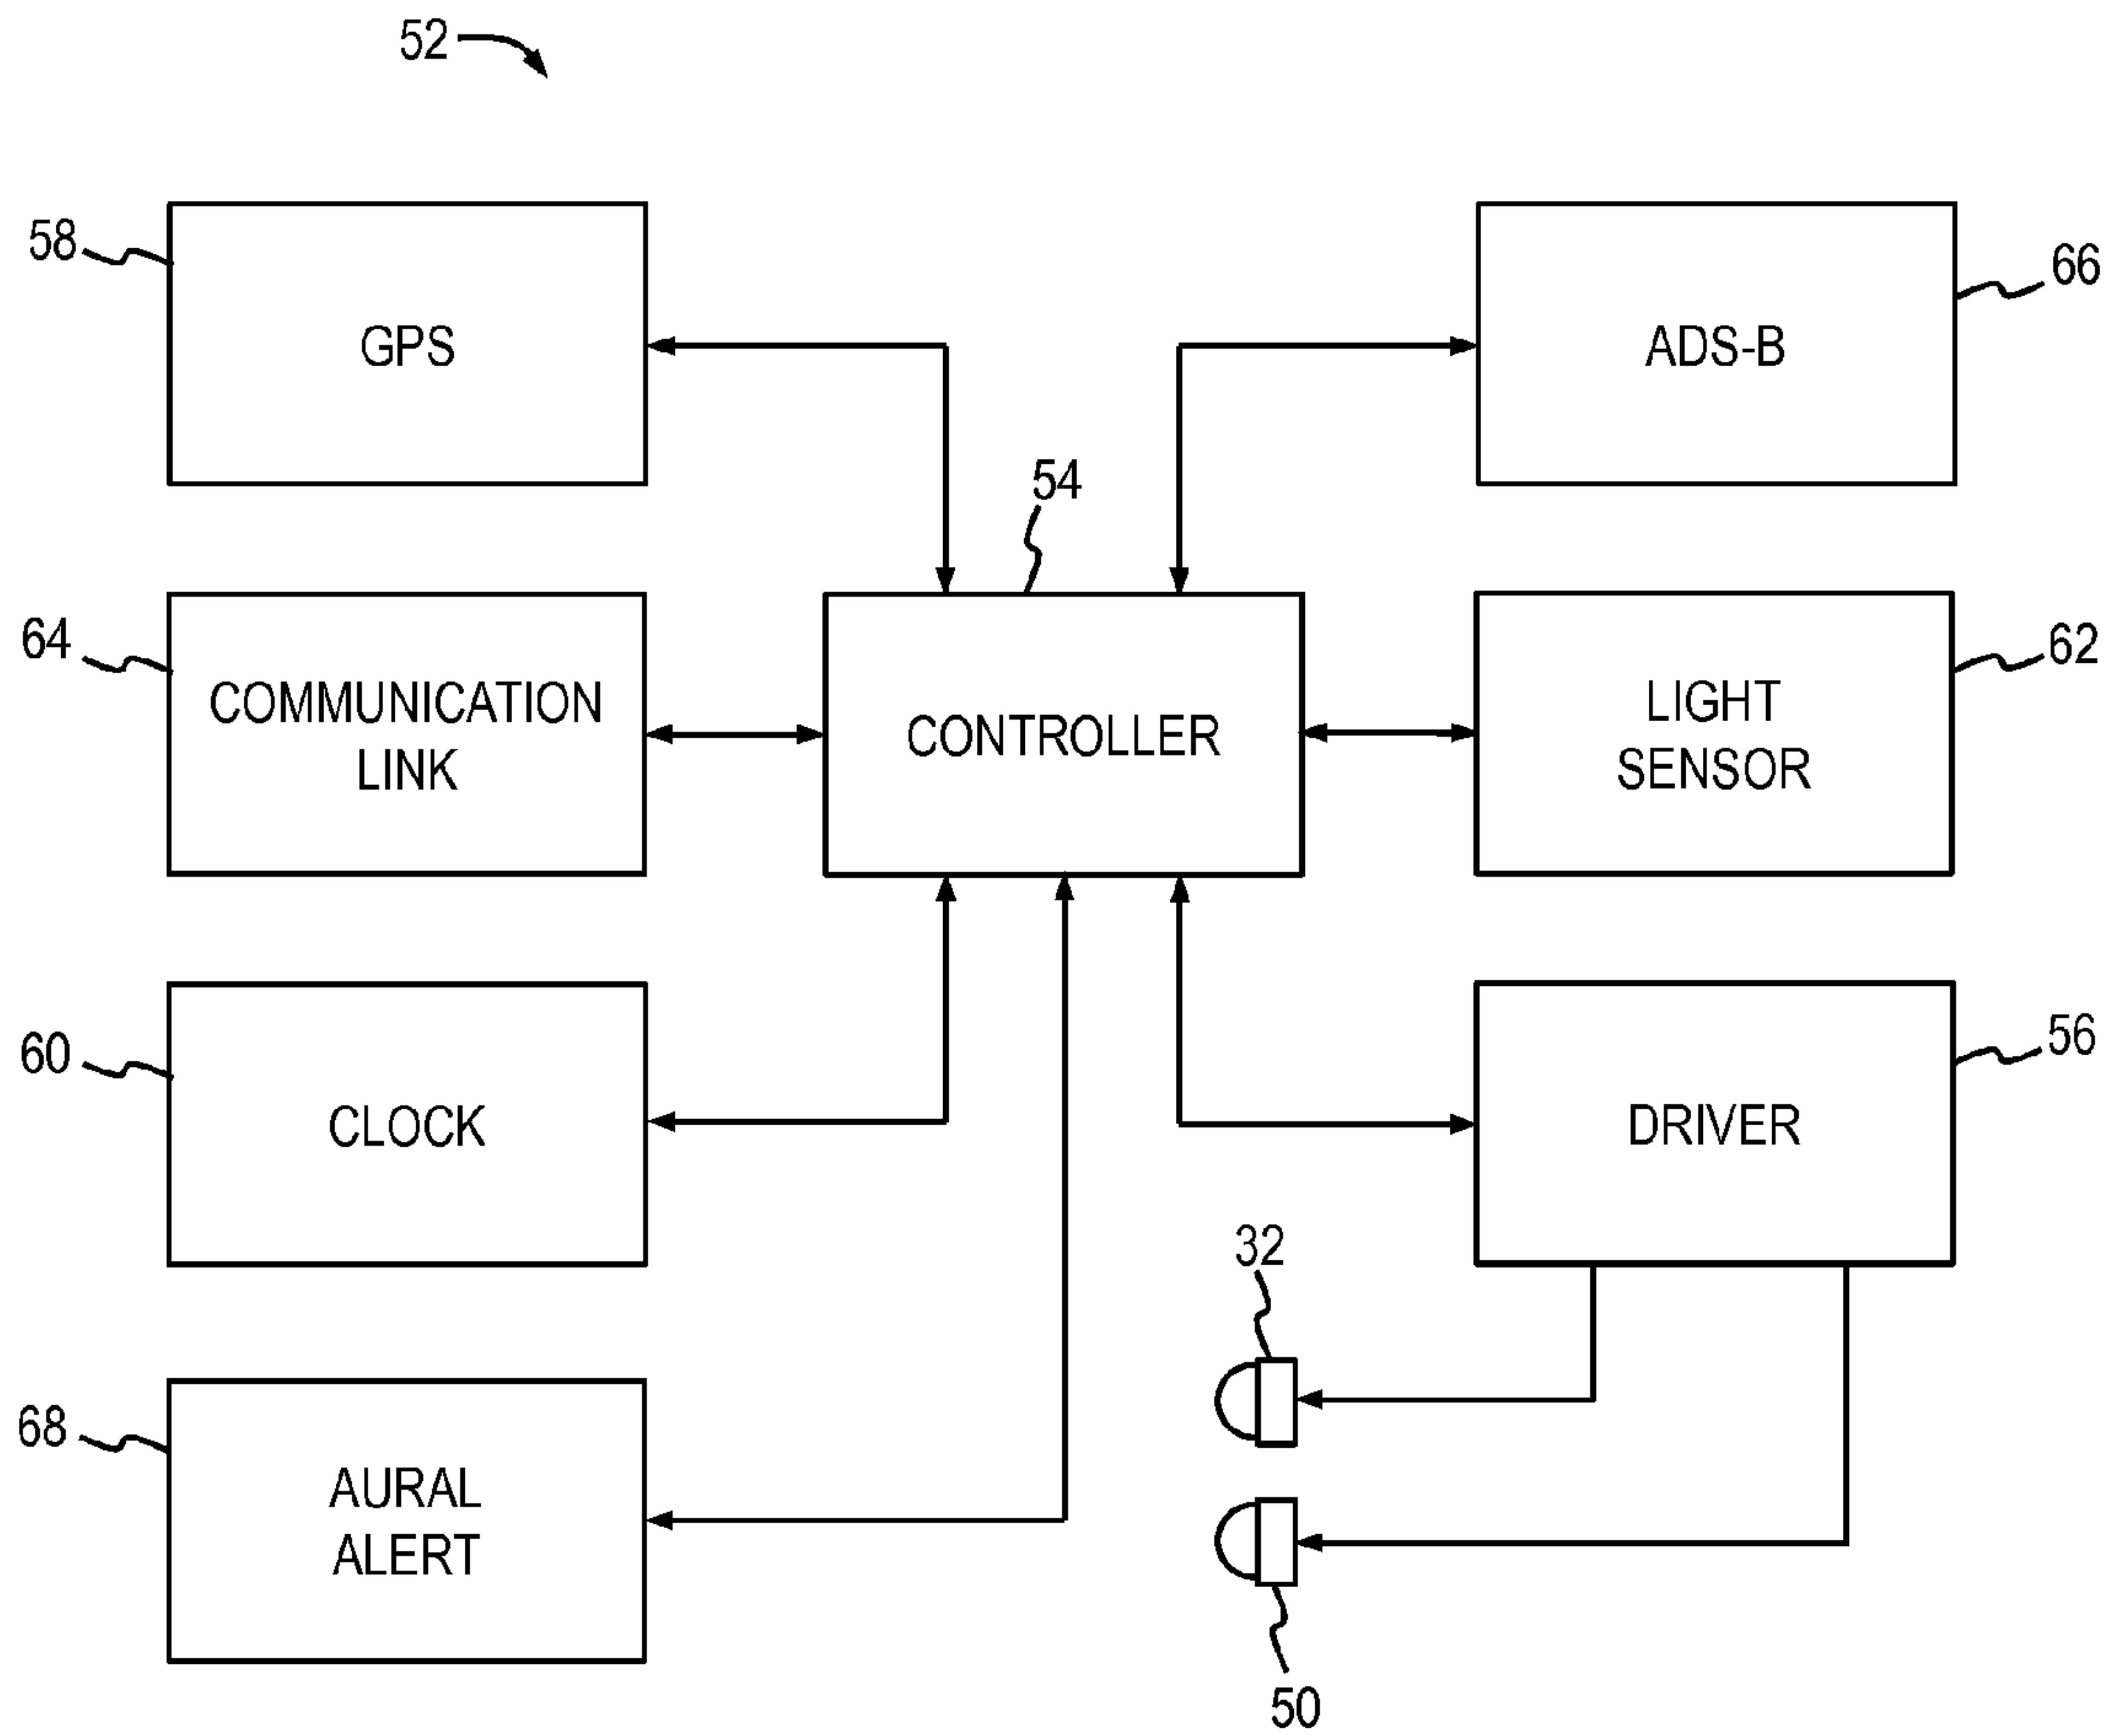 52
58
GPS
66
ADS-B
54
64
COMMUNICATION
LINK
CONTROLLER
62
LIGHT
SENSOR
60
CLOCK
56
DRIVER
32
68
AURAL
ALERT
50